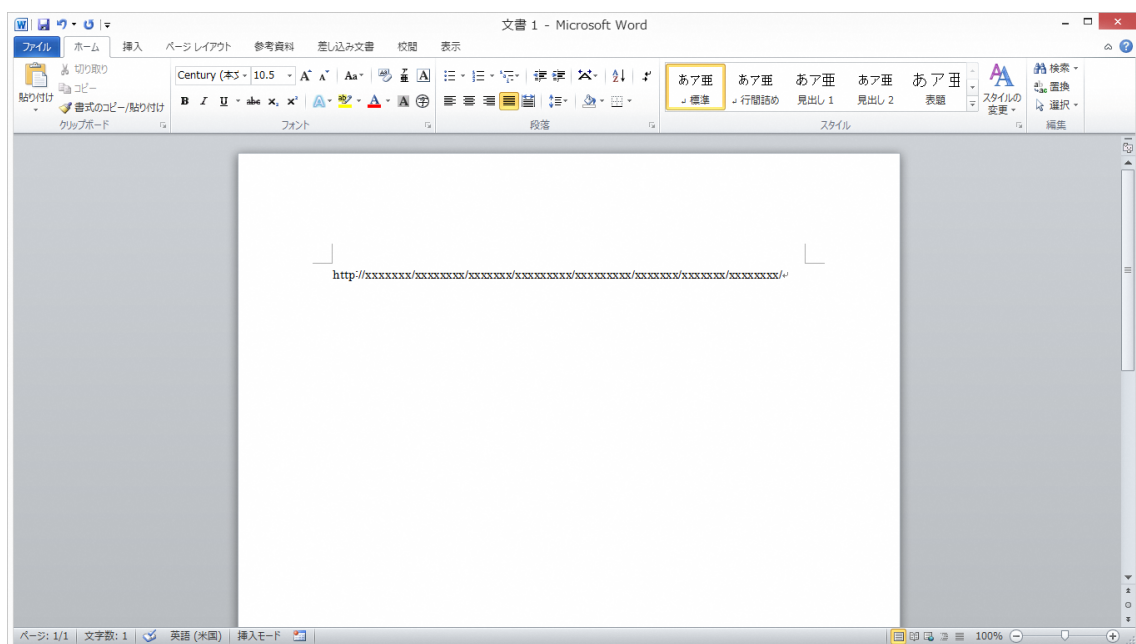 文書 1 - Microsoft Word
ファイル ホーム 挿入 ページ レイアウト 参考資料 差し込み文書 校閲 表示
貼り付け
切り取り
コピー
書式のコピー/貼り付け
クリップボード
Century (本文 10.5
フォント
段落
あア亜 あア亜 あア亜 あア亜 あア亜
標準 行間詰め 見出し 1 見出し 2 表題
スタイルの
変更
スタイル
検索
置換
選択
編集
http://xxxxxxx/xxxxxxxx/xxxxxxx/xxxxxxxxx/xxxxxxxxx/xxxxxxx/xxxxxxx/xxxxxxxx/
ページ: 1/1 文字数: 1 英語 (米国) 挿入モード 100%